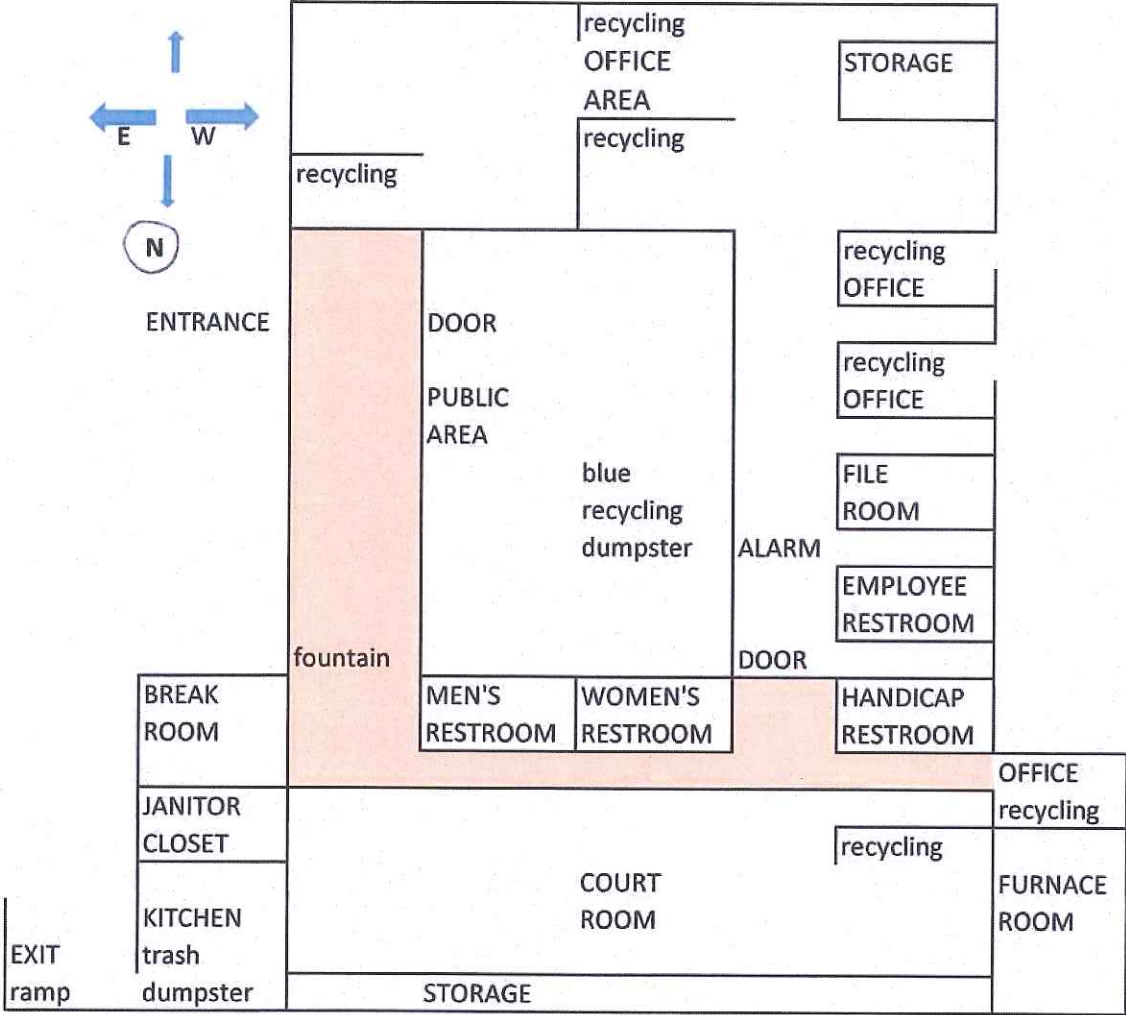 recycling
OFFICE
AREA
STORAGE
recycling
E W
recycling
N
recycling
OFFICE
ENTRANCE
DOOR
recycling
OFFICE
PUBLIC
AREA
blue
recycling
dumpster
FILE
ROOM
ALARM
EMPLOYEE
RESTROOM
fountain
DOOR
BREAK
ROOM
MEN'S
RESTROOM
WOMEN'S
RESTROOM
HANDICAP
RESTROOM
OFFICE
recycling
JANITOR
CLOSET
recycling
COURT
ROOM
FURNACE
ROOM
KITCHEN
trash
dumpster
EXIT
ramp
STORAGE